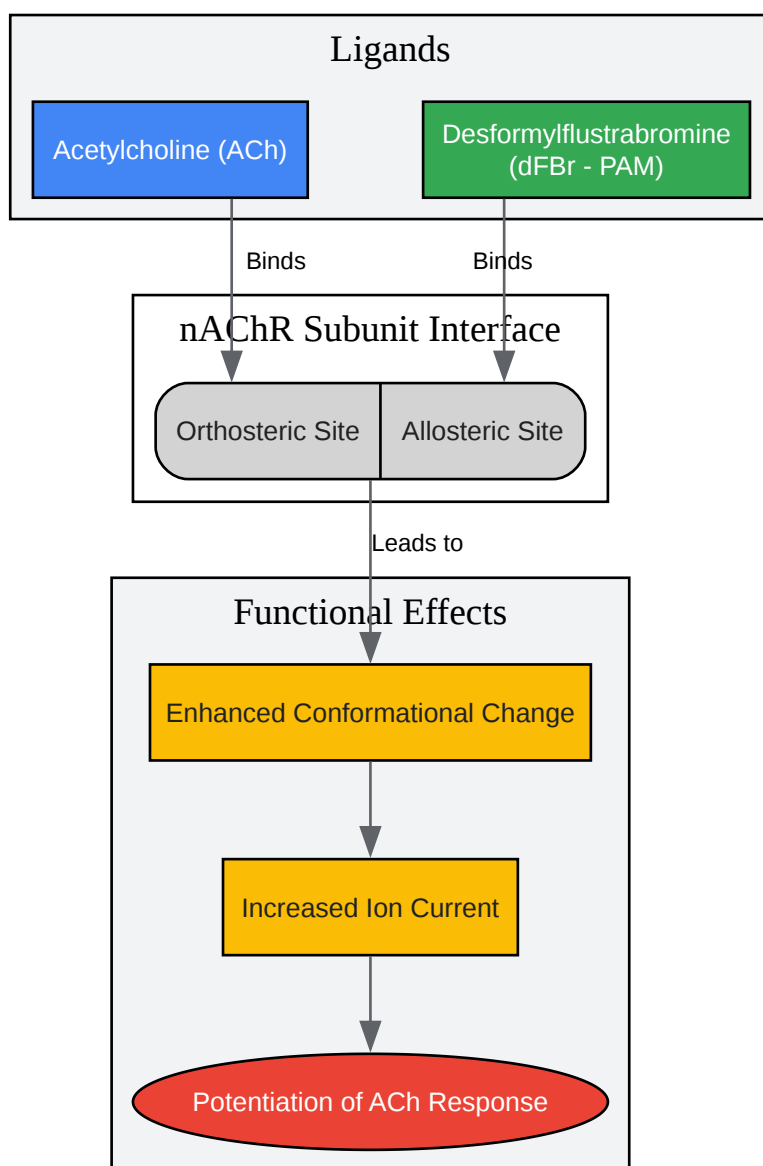 Ligands
Acetylcholine (ACh)
Desformylflustrabromine
(dFBr - PAM)
Binds
Binds
nAChR Subunit Interface
Orthosteric Site
Allosteric Site
Leads to
Functional Effects
Enhanced Conformational Change
Increased Ion Current
Potentiation of ACh Response